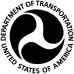 DEPARTMENT OF TRANSPORTATION
UNITED STATES OF AMERICA